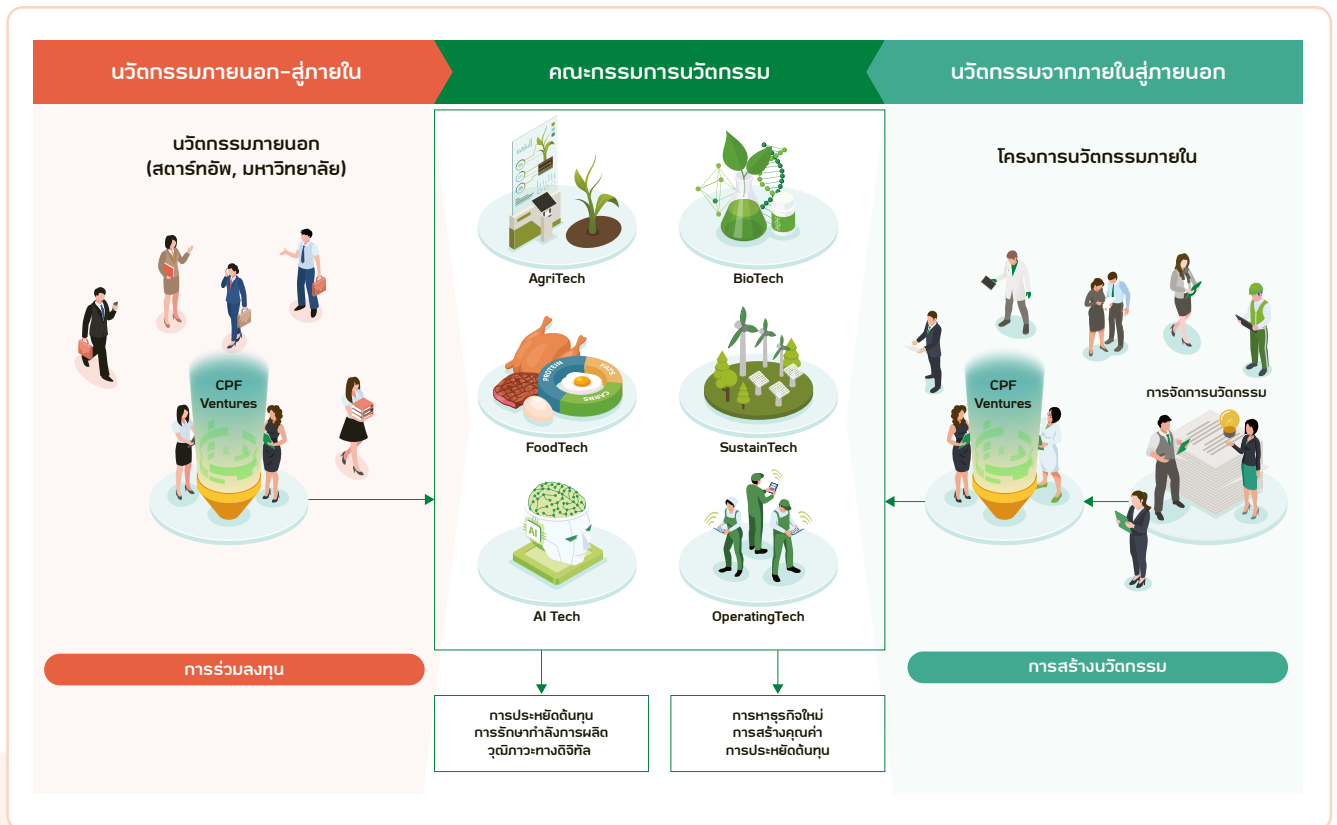 นวัตกรรมภายนอก-สู่ภายใน
คณะกรรมการนวัตกรรม
นวัตกรรมจากภายในสู่ภายนอก
นวัตกรรมภายนอก
(สตาร์ทอัพ, มหาวิทยาลัย)
CPF
Ventures
การร่วมลงทุน
AgriTech
BioTech
PROTEIN
FATS
CARBS
FoodTech
SustainTech
AI
AI Tech
OperatingTech
การประหยัดต้นทุน
การรักษากำลังการผลิต
วุฒิภาวะทางดิจิทัล
การหาธุรกิจใหม่
การสร้างคุณค่า
การประหยัดต้นทุน
โครงการนวัตกรรมภายใน
CPF
Ventures
การจัดการนวัตกรรม
การสร้างนวัตกรรม